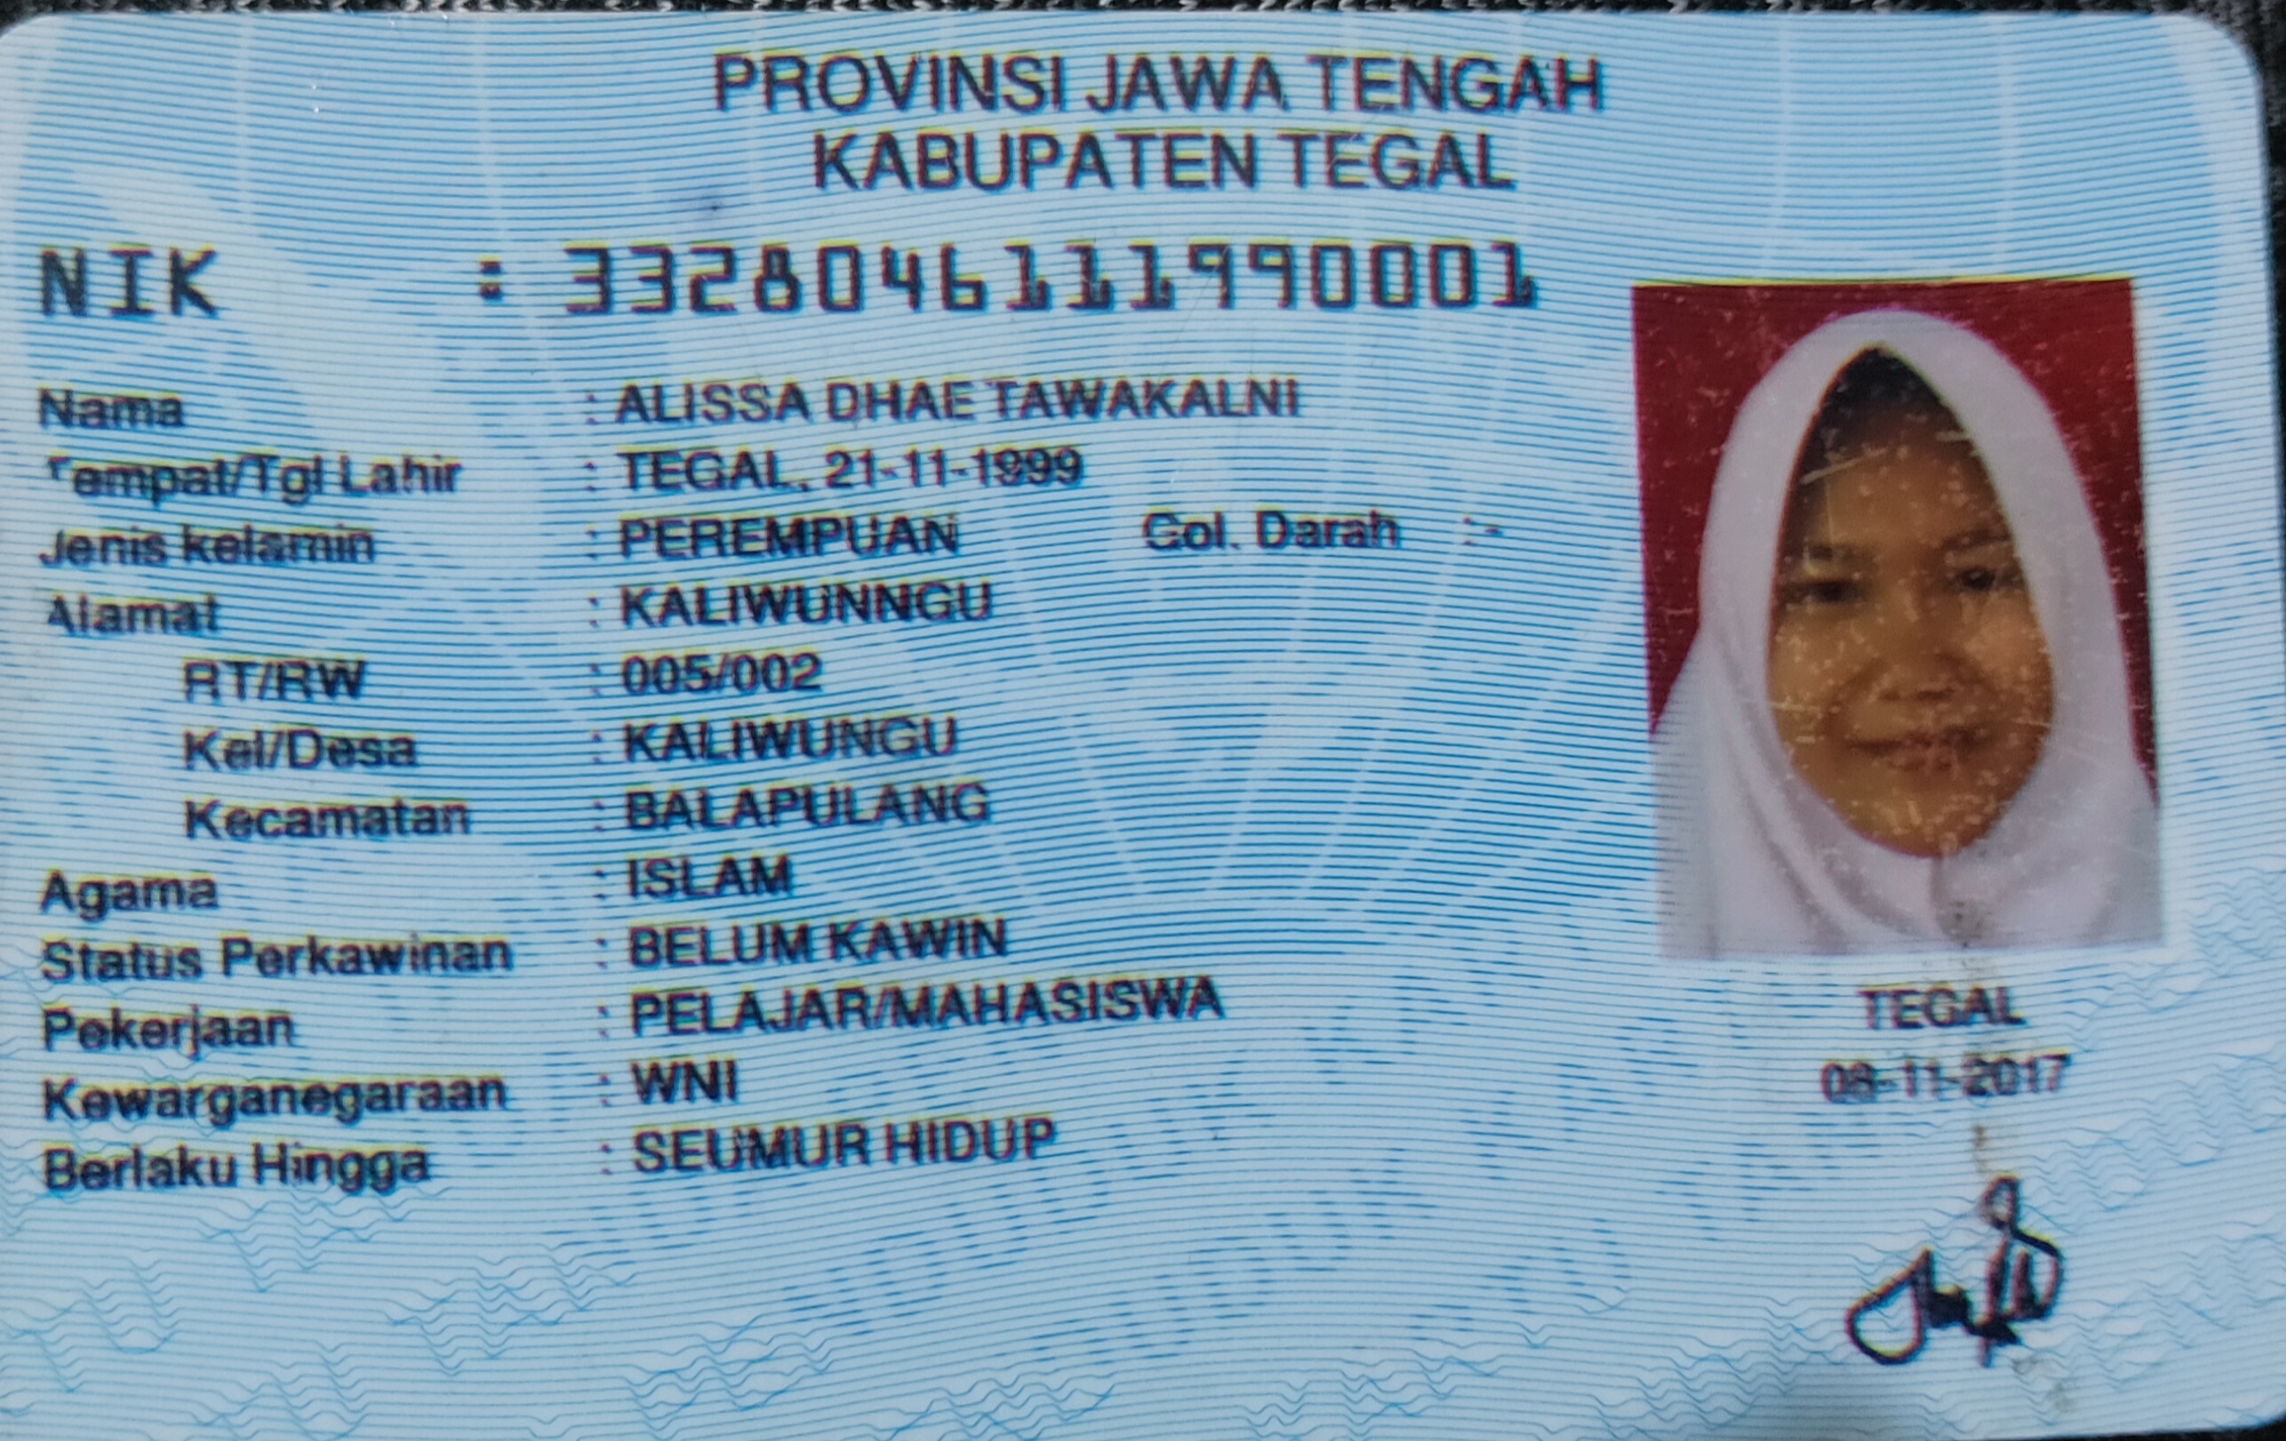 PROVINSI JAWA TENGAH
KABUPATEN TEGAL
NIK : 3328046111990001
Nama : ALISSA DHAE TAWAKALNI
Tempat/Tgl Lahir : TEGAL, 21-11-1999
Jenis kelamin : PEREMPUAN Gol. Darah : -
Alamat : KALIWUNNGU
RT/RW : 005/002
Kel/Desa : KALIWUNGU
Kecamatan : BALAPULANG
Agama : ISLAM
Status Perkawinan : BELUM KAWIN
Pekerjaan : PELAJAR/MAHASISWA
Kewarganegaraan : WNI
Berlaku Hingga : SEUMUR HIDUP
TEGAL
08-11-2017